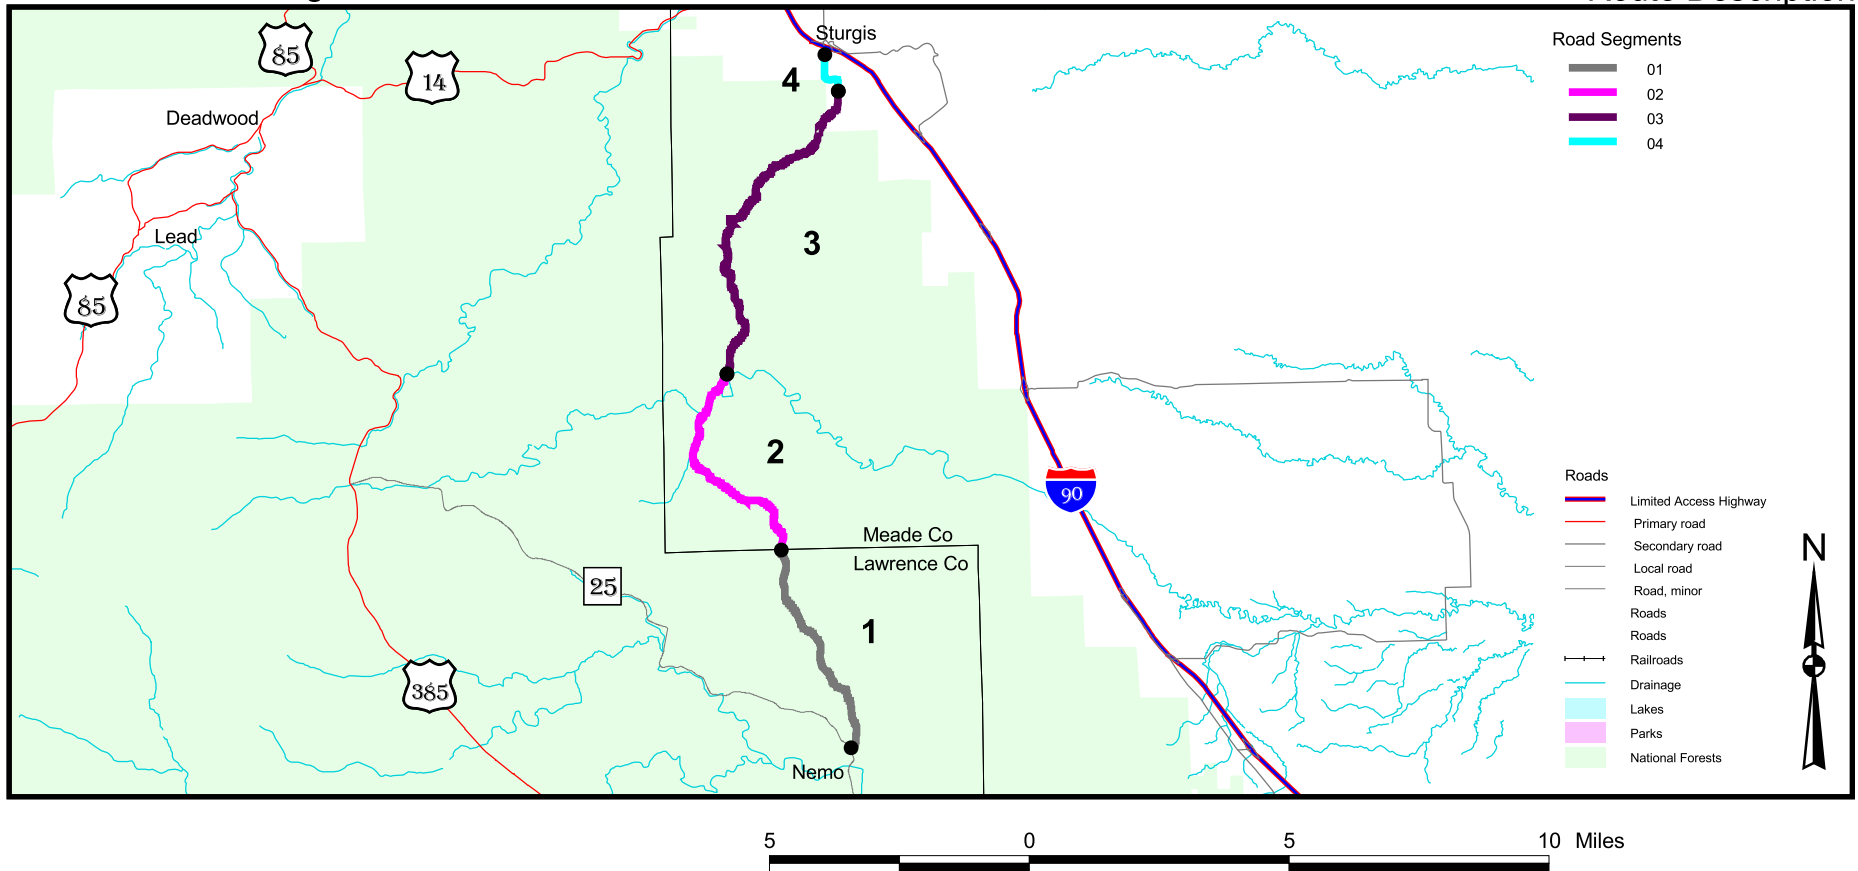 Sturgis
Road Segments
85
01
4
14
02
Deadwood
03
04
Lead
3
85
2
Roads
90
Limited Access Highway
Primary road
Meade Co
Secondary road
N
Lawrence Co
Local road
25
Road, minor
Roads
1
Roads
Railroads
385
Drainage
Lakes
Parks
National Forests
Nemo
5 0 5 10 Miles